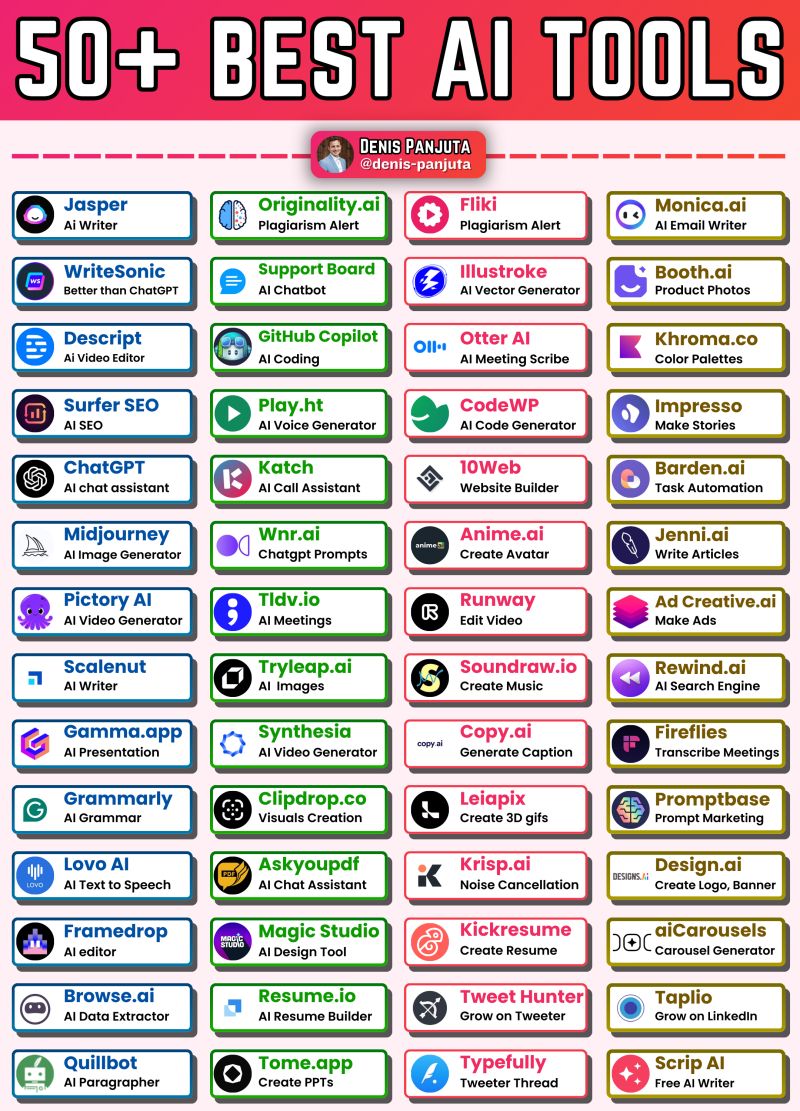 50+ BEST AI TOOLS
DENIS PANJUTA
@denis-panjuta
Jasper
Ai Writer
Originality.ai
Plagiarism Alert
Fliki
Plagiarism Alert
Monica.ai
AI Email Writer
WS
WriteSonic
Better than ChatGPT
Support Board
AI Chatbot
Illustroke
AI Vector Generator
Booth.ai
Product Photos
Descript
Ai Video Editor
GitHub Copilot
AI Coding
Otter AI
AI Meeting Scribe
Khroma.co
Color Palettes
Surfer SEO
AI SEO
Play.ht
AI Voice Generator
CodeWP
AI Code Generator
Impresso
Make Stories
ChatGPT
AI chat assistant
Katch
AI Call Assistant
10Web
Website Builder
Barden.ai
Task Automation
Midjourney
AI Image Generator
Wnr.ai
Chatgpt Prompts
anime AI
Anime.ai
Create Avatar
Jenni.ai
Write Articles
Pictory AI
AI Video Generator
Tldv.io
AI Meetings
Runway
Edit Video
Ad Creative.ai
Make Ads
Scalenut
AI Writer
Tryleap.ai
AI Images
Soundraw.io
Create Music
Rewind.ai
AI Search Engine
Gamma.app
AI Presentation
Synthesia
AI Video Generator
copy.ai
Copy.ai
Generate Caption
Fireflies
Transcribe Meetings
Grammarly
AI Grammar
Clipdrop.co
Visuals Creation
Leiapix
Create 3D gifs
Promptbase
Prompt Marketing
LOVO
Lovo AI
AI Text to Speech
PDF
Askyoupdf
AI Chat Assistant
Krisp.ai
Noise Cancellation
DESIGNS.Ai
Design.ai
Create Logo, Banner
Framedrop
AI editor
MAGIC
STUDIO
Magic Studio
AI Design Tool
Kickresume
Create Resume
aiCarousels
Carousel Generator
Browse.ai
AI Data Extractor
Resume.io
AI Resume Builder
Tweet Hunter
Grow on Tweeter
Taplio
Grow on LinkedIn
Quillbot
AI Paragrapher
Tome.app
Create PPTs
Typefully
Tweeter Thread
Scrip AI
Free AI Writer